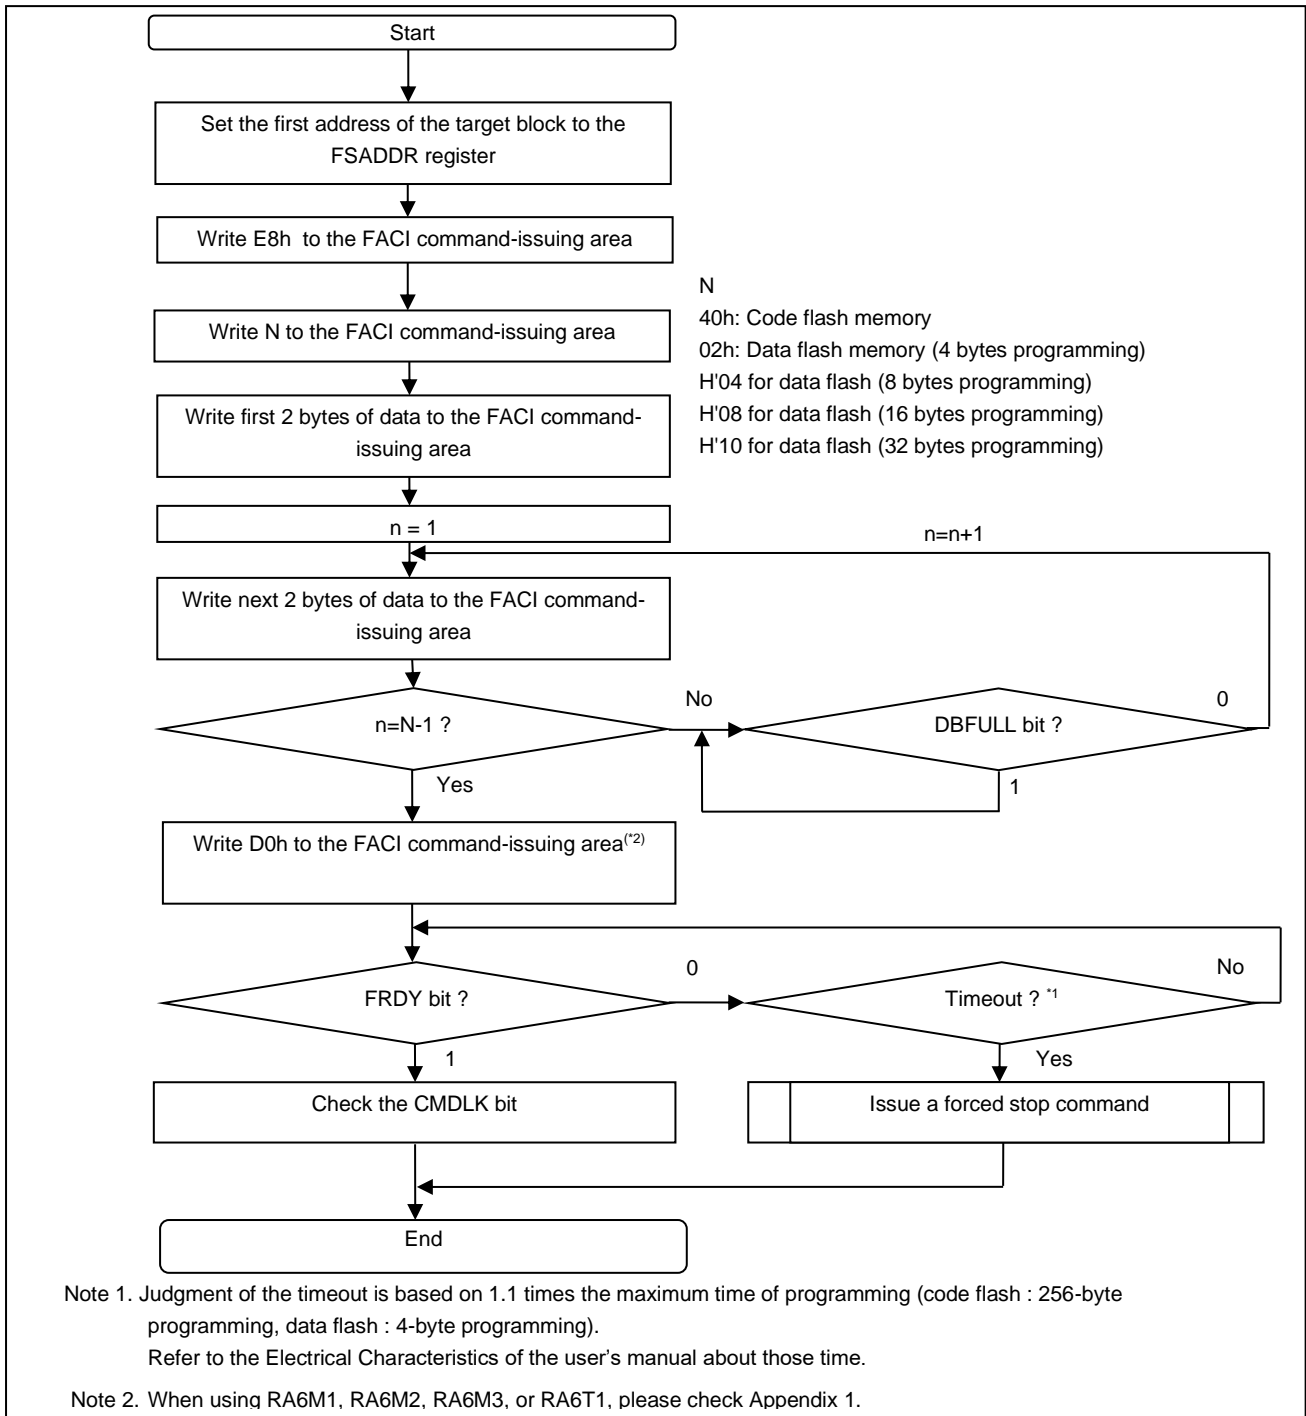 Start
Set the first address of the target block to the
FSADDR register
Write E8h  to the FACI command-issuing area
N
40h: Code flash memory
02h: Data flash memory (4 bytes programming)
H'04 for data flash (8 bytes programming)
H'08 for data flash (16 bytes programming)
H'10 for data flash (32 bytes programming)
Write N to the FACI command-issuing area
Write first 2 bytes of data to the FACI command-
issuing area
n = 1
n=n+1
Write next 2 bytes of data to the FACI command-
issuing area
n=N-1 ?
No
DBFULL bit ?
0
1
Yes
Write D0h to the FACI command-issuing area(*2)
FRDY bit ?
0
Timeout ? *1
No
1
Yes
Check the CMDLK bit
Issue a forced stop command
End
Note 1. Judgment of the timeout is based on 1.1 times the maximum time of programming (code flash : 256-byte
programming, data flash : 4-byte programming).
Refer to the Electrical Characteristics of the user’s manual about those time.
Note 2. When using RA6M1, RA6M2, RA6M3, or RA6T1, please check Appendix 1.